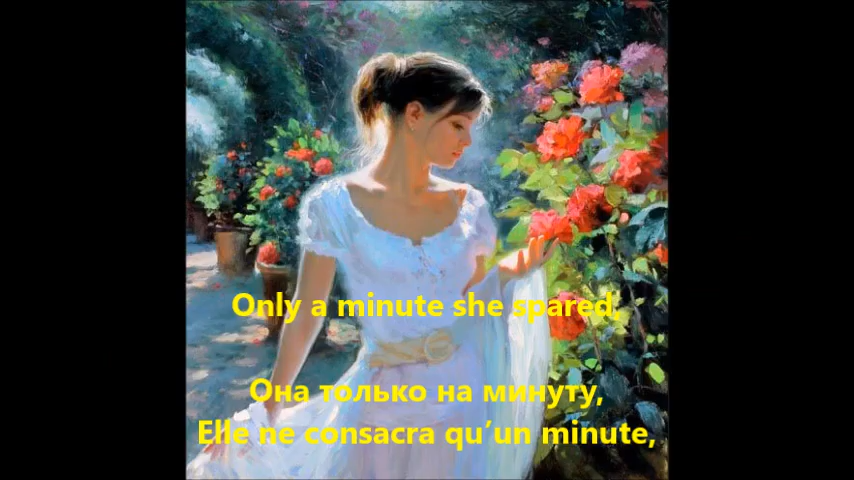 Only a minute she spared,
Она только на минуту,
Elle ne consacra qu’un minute,